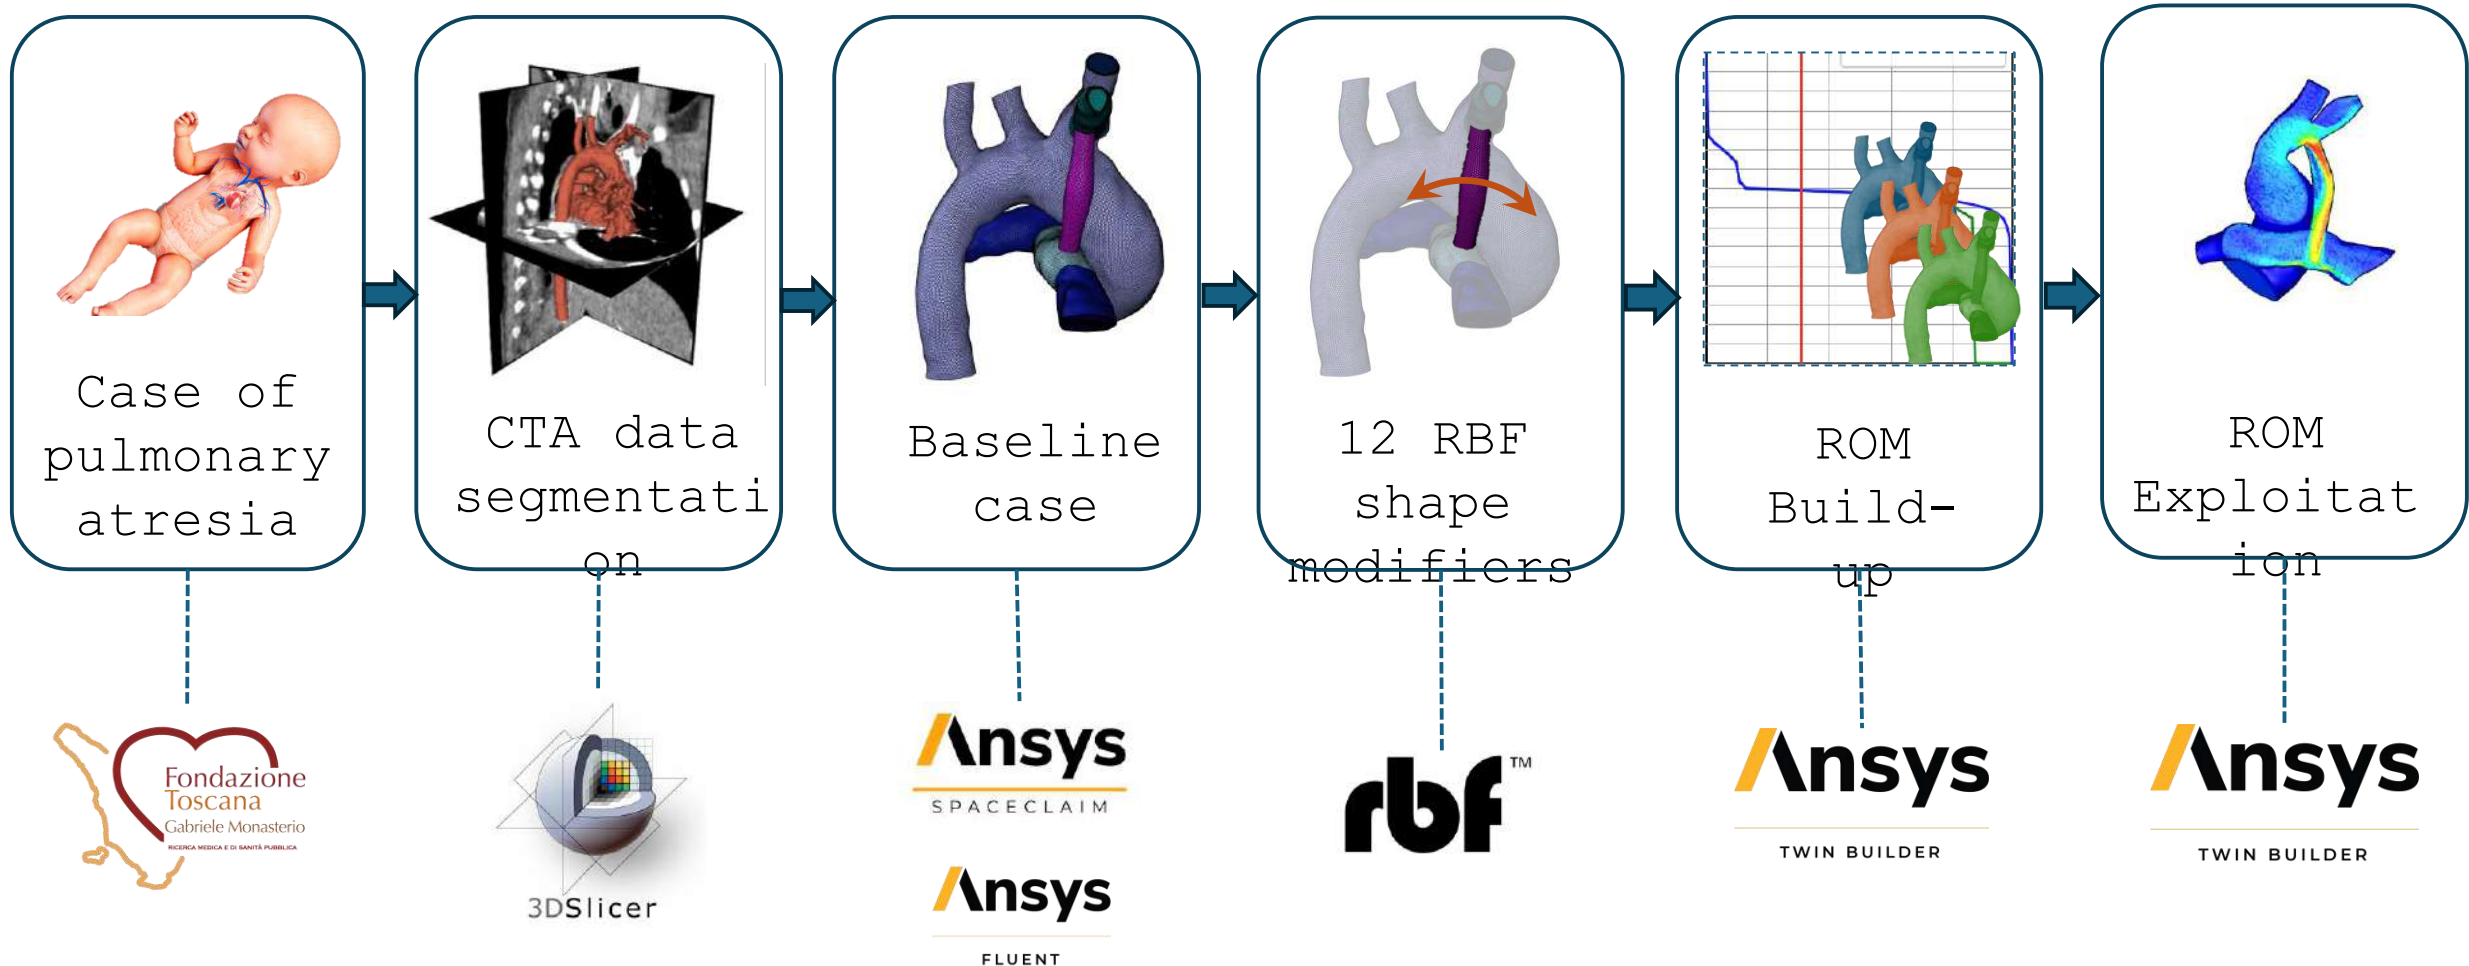 Case of
pulmonary
atresia
CTA data
segmentati
on
Baseline
case
12 RBF
shape
modifiers
ROM
Build-
up
ROM
Exploitat
ion
Fondazione
Toscana
Gabriele Monasterio
RICERCA MEDICA E DI SANITÀ PUBBLICA
3DSlicer
Ansys
SPACECLAIM
Ansys
FLUENT
rbf™
Ansys
TWIN BUILDER
Ansys
TWIN BUILDER